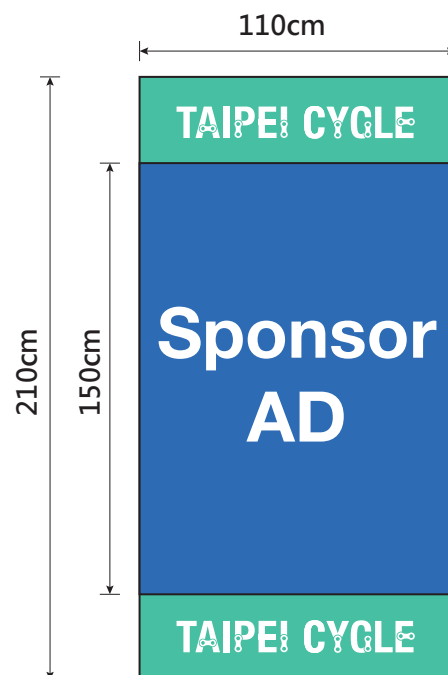 110cm
TAIPEI CYCLE
210cm
150cm
Sponsor
AD
TAIPEI CYCLE